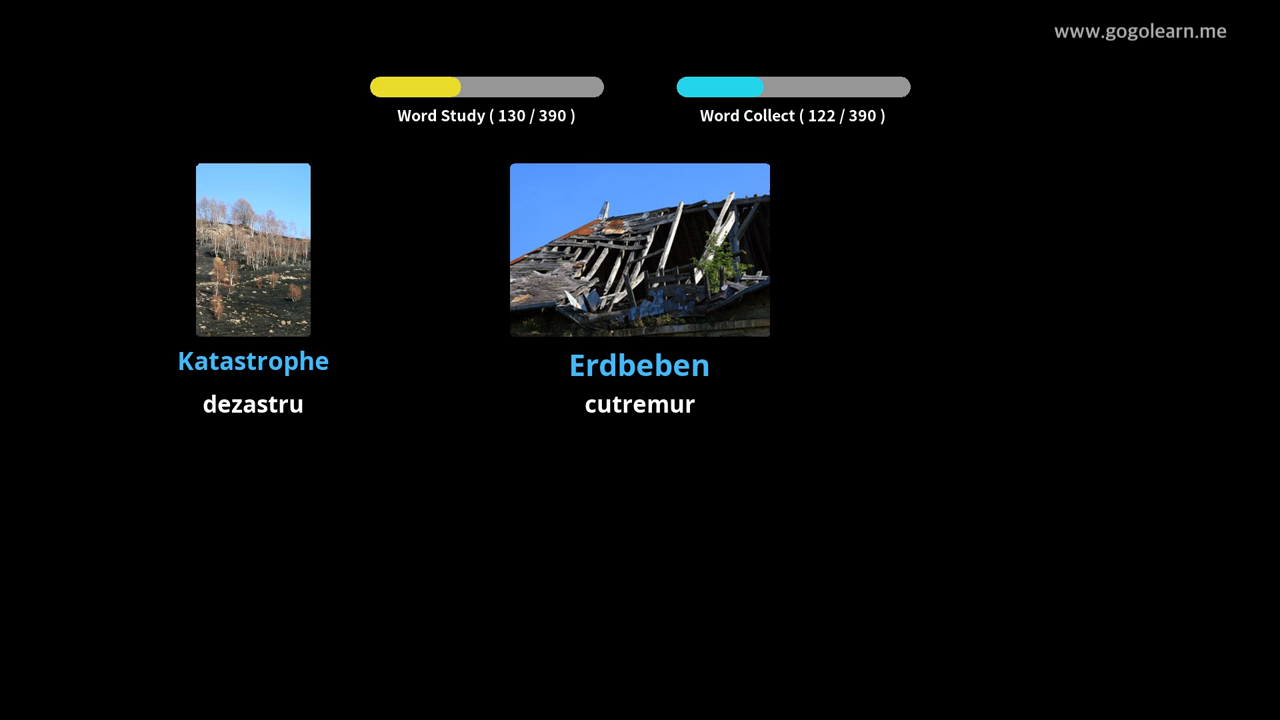 www.gogolearn.me
Word Study ( 130 / 390 )
Word Collect ( 122 / 390 )
Katastrophe
dezastru
Erdbeben
cutremur